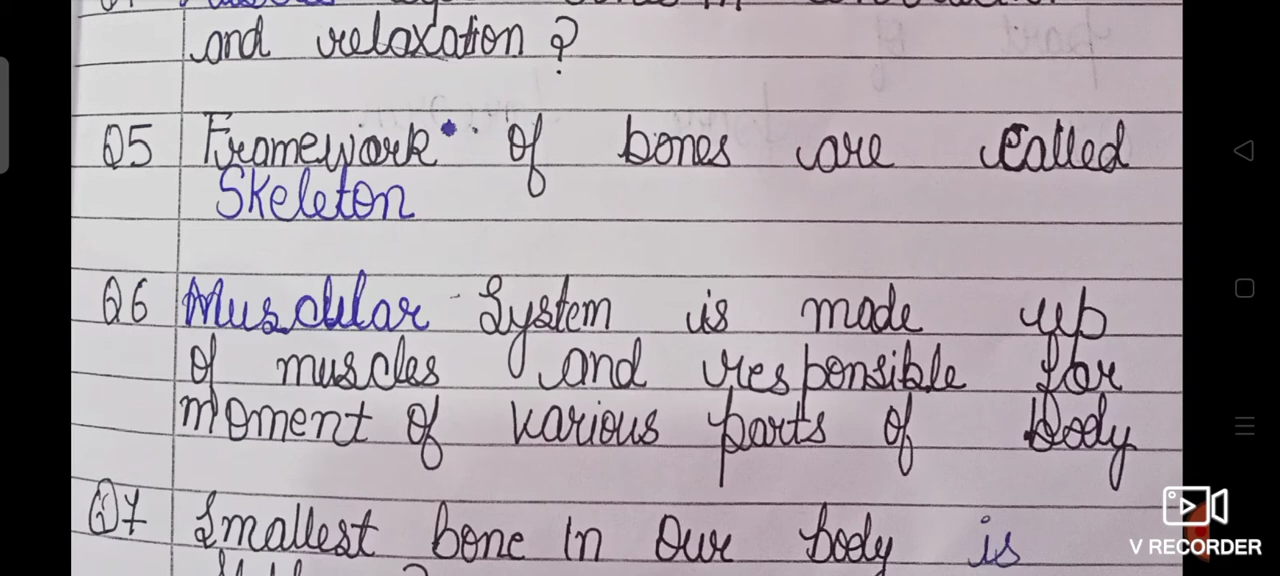 and relaxation ?
Q5 Framework of bones are called
Skeleton
Q6 Muscular System is made up
of muscles and responsible for
moment of various parts of body
Q7 Smallest bone in our body is
V RECORDER